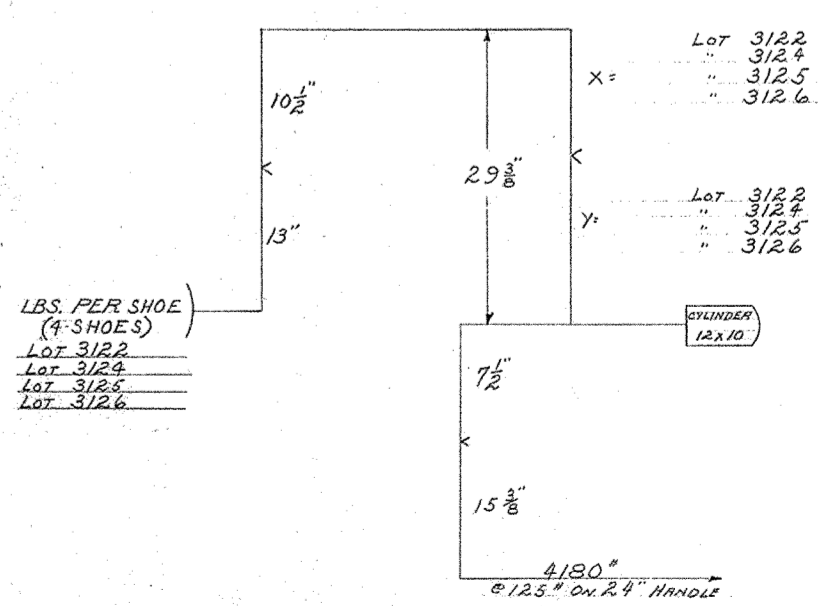 LOT 3122
" 3124
X= " 3125
" 3126
10 1/2"
29 3/8"
13"
LOT 3122
" 3124
Y= " 3125
" 3126
LBS. PER SHOE
(4-SHOES)
LOT 3122
LOT 3124
LOT 3125
LOT 3126
CYLINDER
12 x 10
7 1/2"
15 3/8"
4180#
@ 125# ON 24" HANDLE